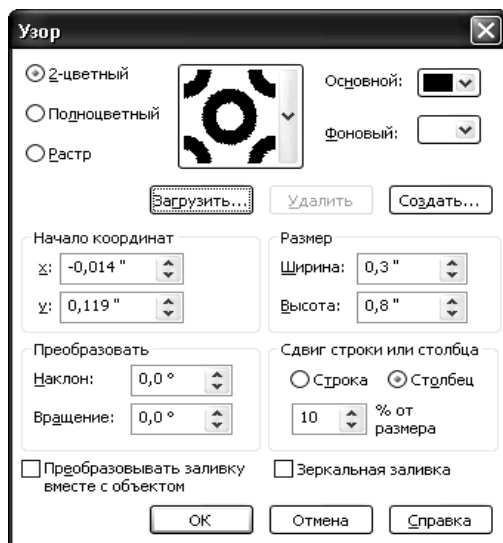 Узор
2-цветный
Полноцветный
Растр
Основной:
Фоновый:
Загрузить...
Удалить
Создать...
Начало координат
x: -0,014 "
y: 0,119 "
Размер
Ширина: 0,3 "
Высота: 0,8 "
Преобразовать
Наклон: 0,0 °
Вращение: 0,0 °
Сдвиг строки или столбца
Строка Столбец
10 % от
размера
Преобразовывать заливку
вместе с объектом
Зеркальная заливка
ОК Отмена Справка